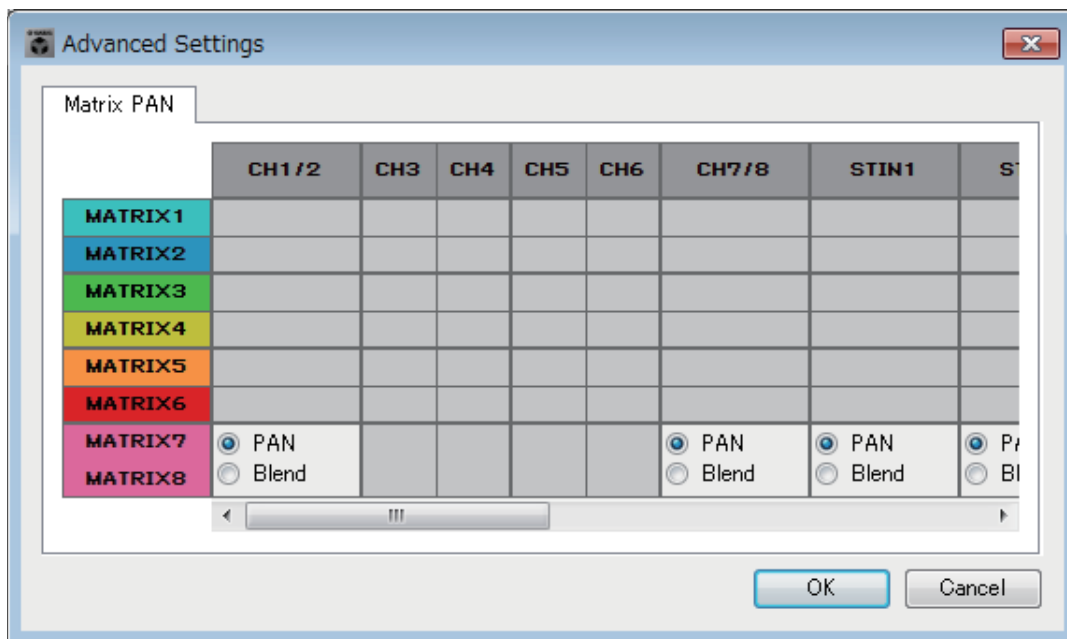 Advanced Settings
Matrix PAN
CH1/2 CH3 CH4 CH5 CH6 CH7/8 STIN1
MATRIX1
MATRIX2
MATRIX3
MATRIX4
MATRIX5
MATRIX6
MATRIX7 PAN PAN PAN
MATRIX8 Blend Blend Blend
OK Cancel